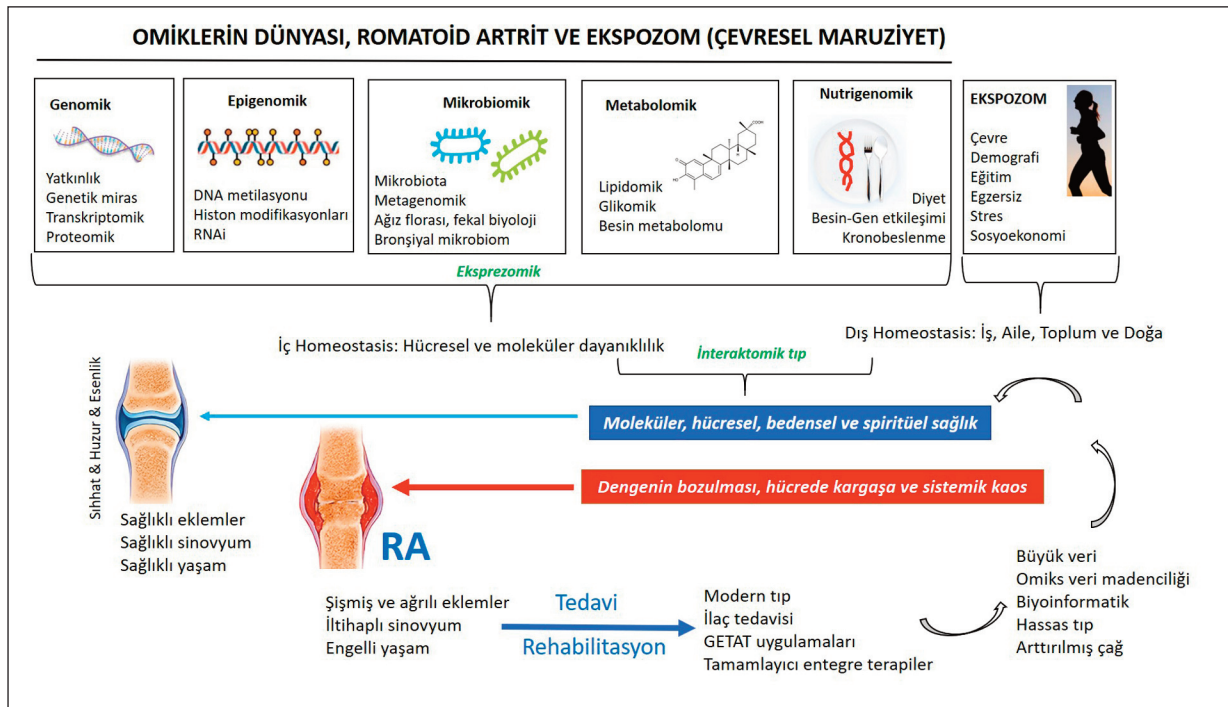 OMİKLERİN DÜNYASI, ROMATOİD ARTRİT VE EKSPOZOM (ÇEVRESEL MARUZİYET)
Genomik
Yatkınlık
Genetik miras
Transkriptomik
Proteomik
Epigenomik
DNA metilasyonu
Histon modifikasyonları
RNAi
Mikrobiomik
Mikrobiota
Metagenomik
Ağız florası, fekal biyoloji
Bronşiyal mikrobiom
Metabolomik
COOH
O
HO
H
Lipidomik
Glikomik
Besin metabolomu
Nutrigenomik
Diyet
Besin-Gen etkileşimi
Kronobeslenme
EKSPOZOM
Çevre
Demografi
Eğitim
Egzersiz
Stres
Sosyoekonomi
Eksprezomik
İç Homeostasis: Hücresel ve moleküler dayanıklılık
Dış Homeostasis: İş, Aile, Toplum ve Doğa
İnteraktomik tıp
Sıhhat & Huzur & Esenlik
Moleküler, hücresel, bedensel ve spiritüel sağlık
Dengenin bozulması, hücrede kargaşa ve sistemik kaos
Sağlıklı eklemler
Sağlıklı sinovyum
Sağlıklı yaşam
RA
Şişmiş ve ağrılı eklemler
İltihaplı sinovyum
Engelli yaşam
Tedavi
Rehabilitasyon
Modern tıp
İlaç tedavisi
GETAT uygulamaları
Tamamlayıcı entegre terapiler
Büyük veri
Omiks veri madenciliği
Biyoinformatik
Hassas tıp
Arttırılmış çağ